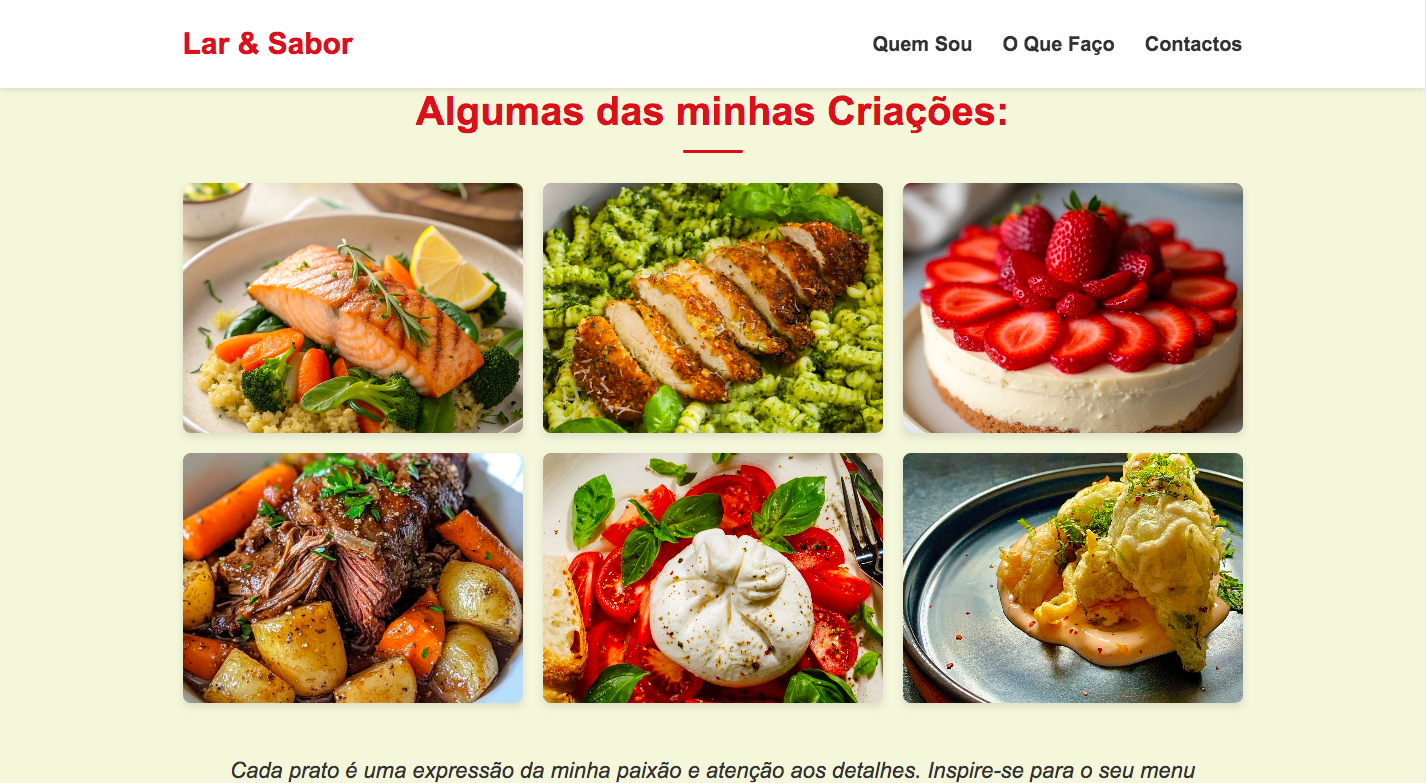 Lar & Sabor
Quem Sou O Que Faço Contactos
Algumas das minhas Criações:
Cada prato é uma expressão da minha paixão e atenção aos detalhes. Inspire-se para o seu menu